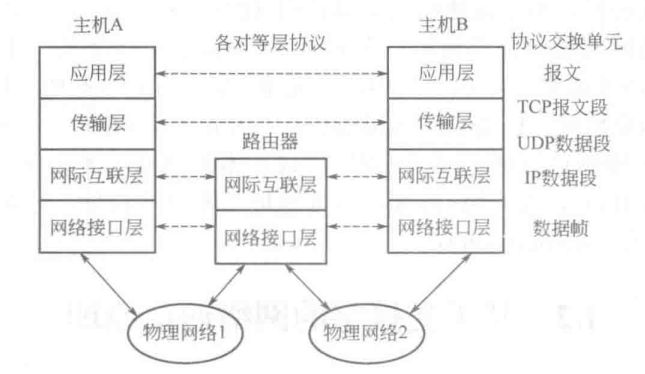 主机A 各对等层协议 主机B 协议交换单元
应用层 应用层 报文
传输层 传输层 TCP报文段
UDP数据段
路由器
网际互联层 网际互联层 网际互联层 IP数据段
网络接口层 网络接口层 网络接口层 数据帧
物理网络1 物理网络2